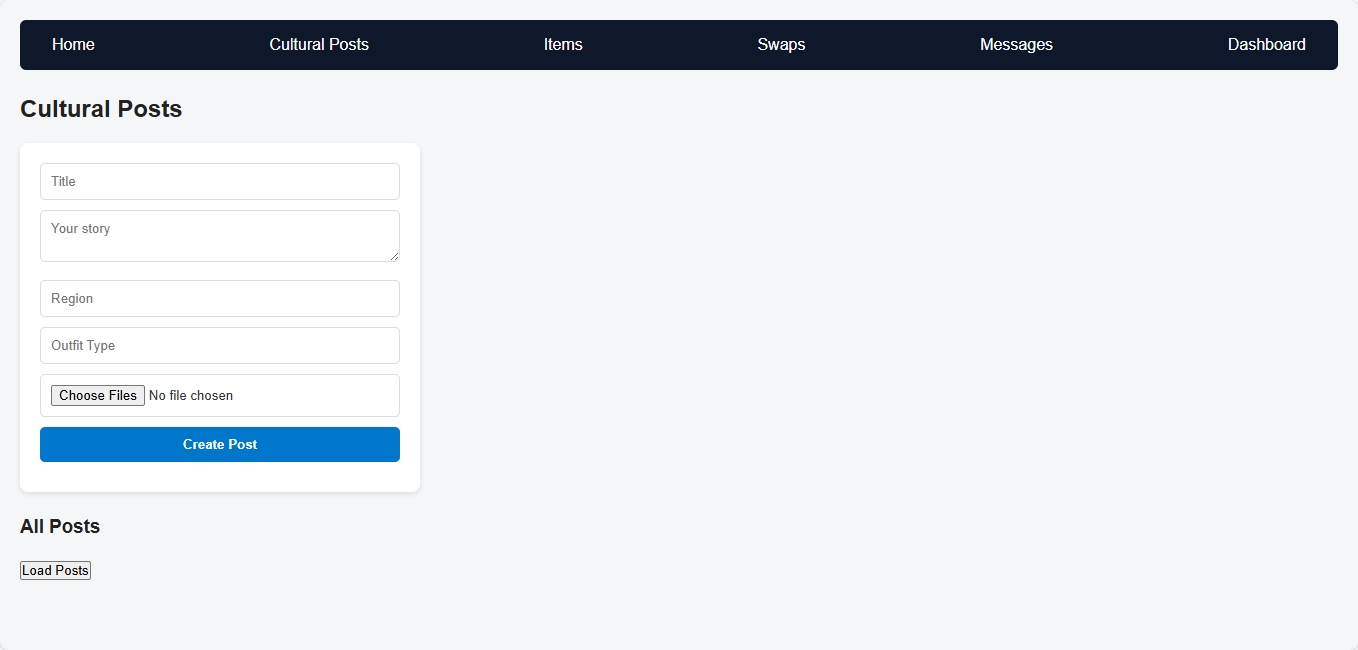 Home Cultural Posts Items Swaps Messages Dashboard
Cultural Posts
Title
Your story
Region
Outfit Type
Choose Files No file chosen
Create Post
All Posts
Load Posts